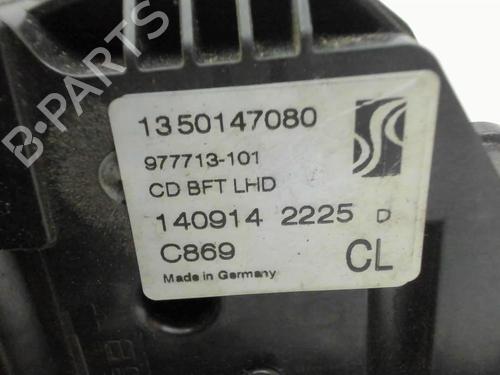 B-PARTS
1350147080
977713-101
CD BFT LHD
140914 2225 D
C869
CL
Made in Germany